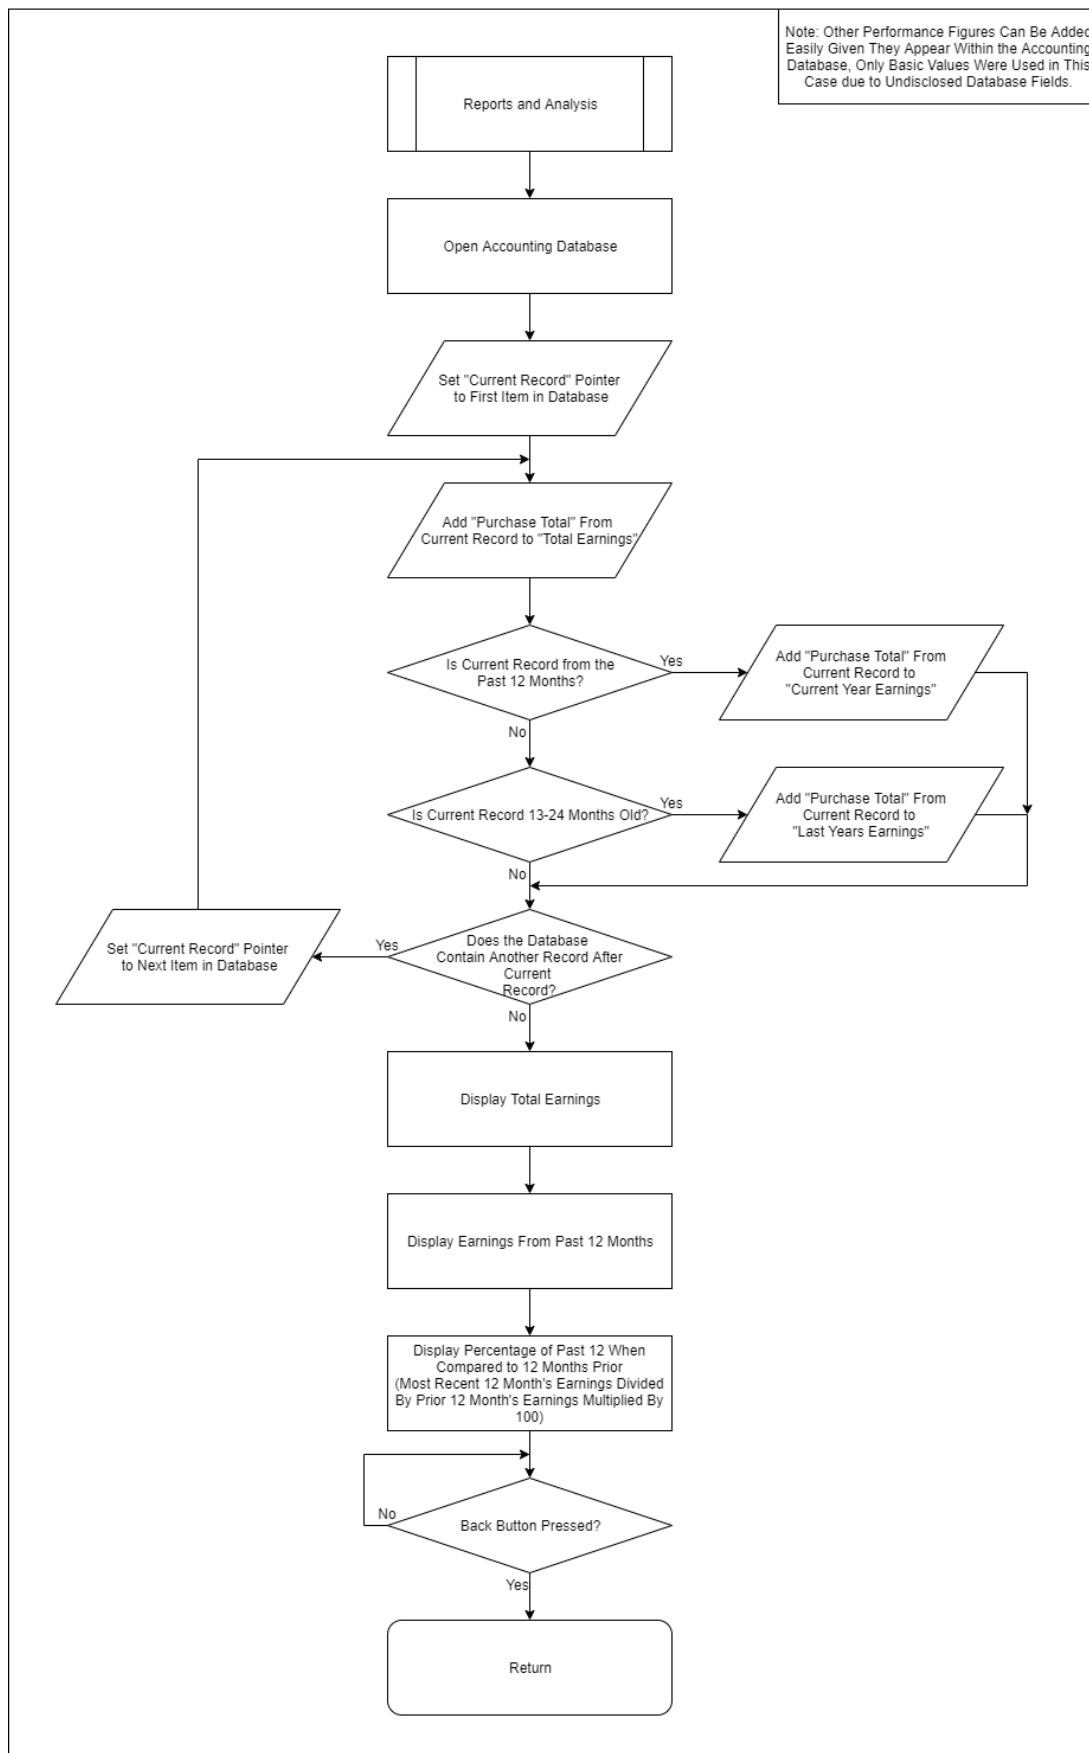 Note: Other Performance Figures Can Be Added
Easily Given They Appear Within the Accounting
Database, Only Basic Values Were Used in This
Case due to Undisclosed Database Fields.
Reports and Analysis
Open Accounting Database
Set "Current Record" Pointer
to First Item in Database
Add "Purchase Total" From
Current Record to "Total Earnings"
Is Current Record from the
Past 12 Months?
Yes
Add "Purchase Total" From
Current Record to
"Current Year Earnings"
No
Is Current Record 13-24 Months Old?
Yes
Add "Purchase Total" From
Current Record to
"Last Years Earnings"
No
Does the Database
Contain Another Record After
Current
Record?
Yes
Set "Current Record" Pointer
to Next Item in Database
No
Display Total Earnings
Display Earnings From Past 12 Months
Display Percentage of Past 12 When
Compared to 12 Months Prior
(Most Recent 12 Month's Earnings Divided
By Prior 12 Month's Earnings Multiplied By
100)
Back Button Pressed?
No
Yes
Return